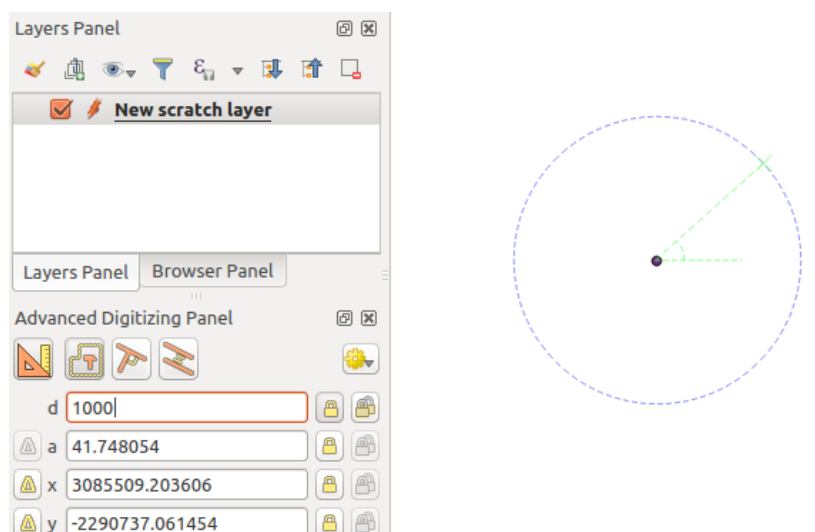 Layers Panel
New scratch layer
Layers Panel Browser Panel
Advanced Digitizing Panel
d 1000
a 41.748054
x 3085509.203606
y -2290737.061454